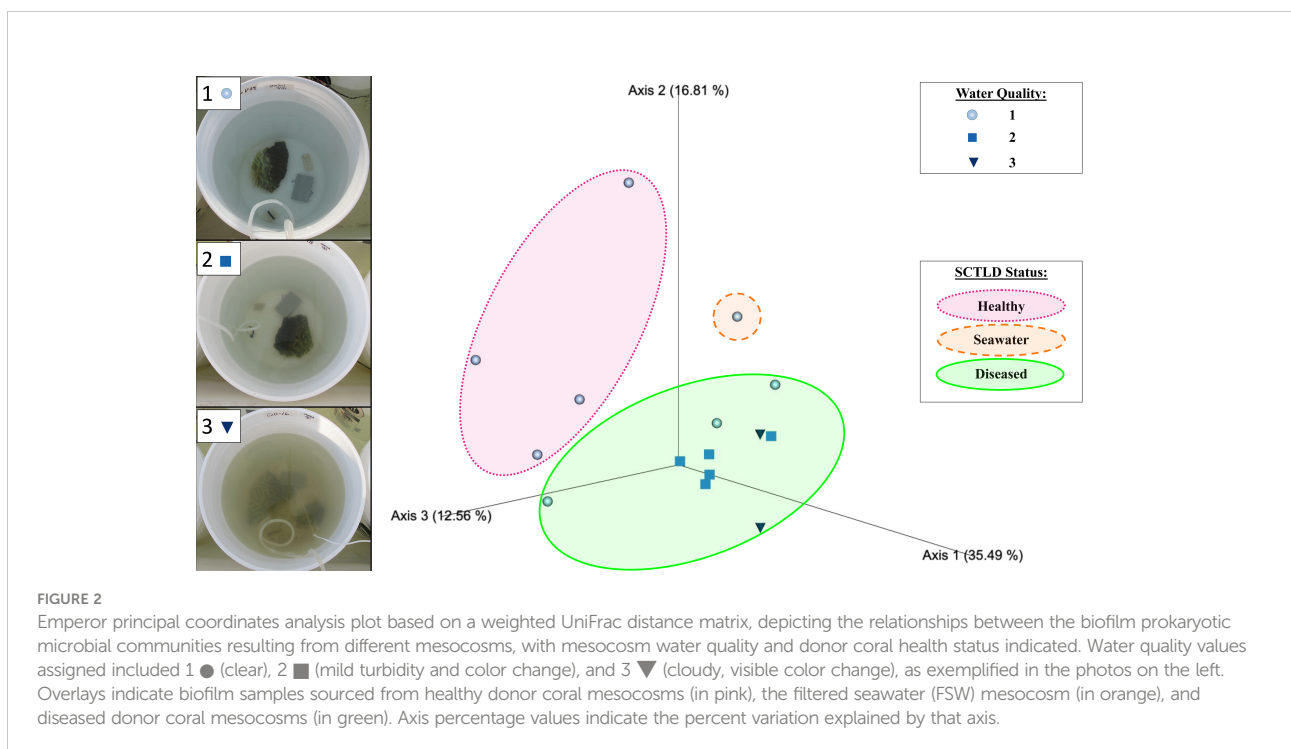 1
2
3
Axis 2 (16.81 %)
Axis 3 (12.56 %)
Axis 1 (35.49 %)
Water Quality:
1
2
3
SCTLD Status:
Healthy
Seawater
Diseased
FIGURE 2
Emperor principal coordinates analysis plot based on a weighted UniFrac distance matrix, depicting the relationships between the biofilm prokaryotic
microbial communities resulting from different mesocosms, with mesocosm water quality and donor coral health status indicated. Water quality values
assigned included 1 ● (clear), 2 ■ (mild turbidity and color change), and 3 ▼ (cloudy, visible color change), as exemplified in the photos on the left.
Overlays indicate biofilm samples sourced from healthy donor coral mesocosms (in pink), the filtered seawater (FSW) mesocosm (in orange), and
diseased donor coral mesocosms (in green). Axis percentage values indicate the percent variation explained by that axis.